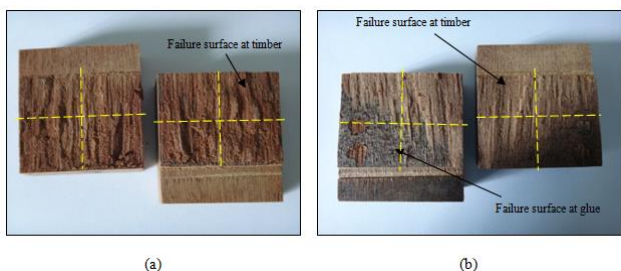 Failure surface at timber
Failure surface at timber
Failure surface at glue
(a)
(b)